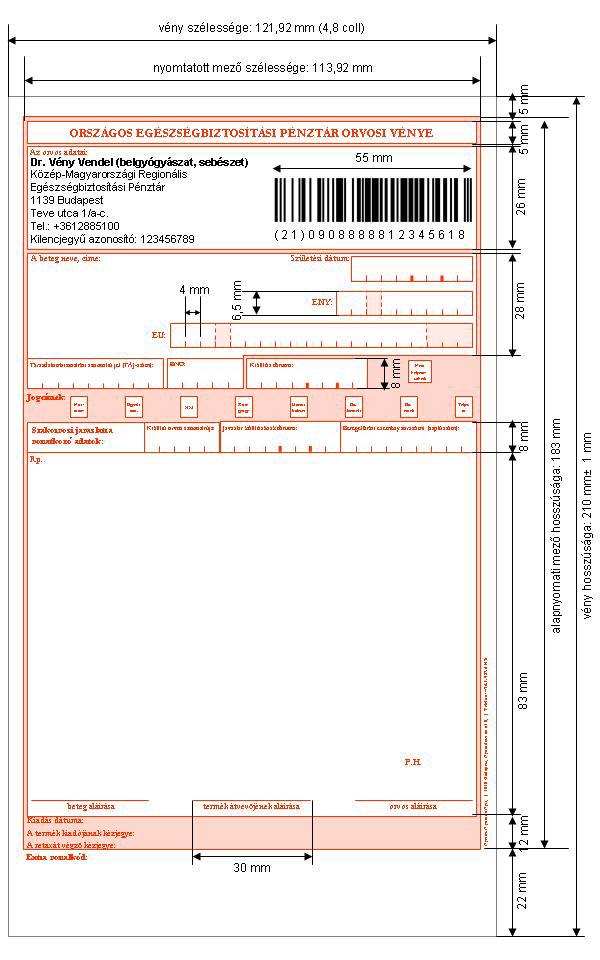 vény szélessége: 121,92 mm (4,8 coll)
nyomtatott mező szélessége: 113,92 mm
5 mm
ORSZÁGOS EGÉSZSÉGBIZTOSÍTÁSI PÉNZTÁR ORVOSI VÉNYE
5 mm
Az orvos adatai:
Dr. Vény Vendel (belgyógyászat, sebészet)
Közép-Magyarországi Regionális
Egészségbiztosítási Pénztár
1139 Budapest
Teve utca 1/a-c.
Tel.: +3612885100
Kilencjegyű azonosító: 123456789
55 mm
(21)0908888812345618
26 mm
A beteg neve, címe:
Születési dátum:
4 mm
6,5 mm
ENY:
EU:
28 mm
BNO:
8 mm
Jogcímek:
Szakorvosi javaslatra
vonatkozó adatok:
8 mm
Rp.
83 mm
P.H.
beteg aláírása
termék átvevőjének aláírása
orvos aláírása
Kiadás dátuma:
A termék kiadójának kézjegye:
A retaxát végző kézjegye:
12 mm
Extra vonalkód:
30 mm
22 mm
alapnyomati mező hosszúsága: 183 mm
vény hosszúsága: 210 mm± 1 mm